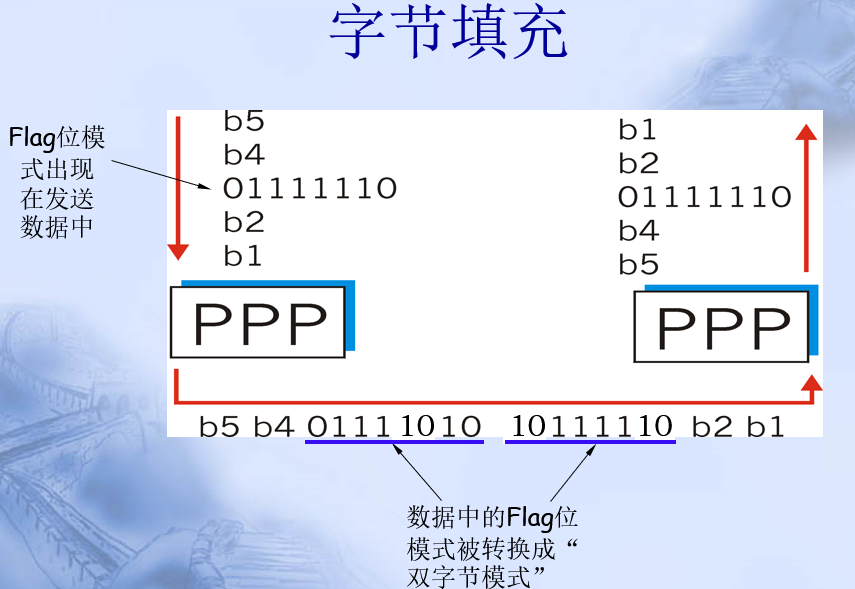 字节填充
Flag位模
式出现
在发送
数据中
b5
b4
01111110
b2
b1
PPP
b1
b2
01111110
b4
b5
PPP
b5 b4 01111010 10111110 b2 b1
数据中的Flag位
模式被转换成“
双字节模式”